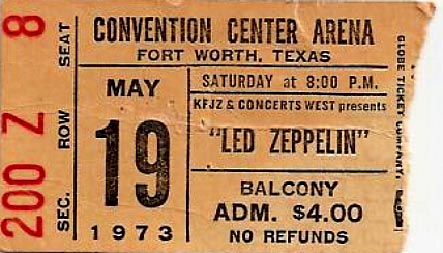 8
SEAT
Z
ROW
200
SEC.
CONVENTION CENTER ARENA
FORT WORTH, TEXAS
MAY
19
1973
SATURDAY at 8:00 P.M.
KFJZ & CONCERTS WEST presents
"LED ZEPPELIN"
BALCONY
ADM. $4.00
NO REFUNDS
GLOBE TICKET COMPANY